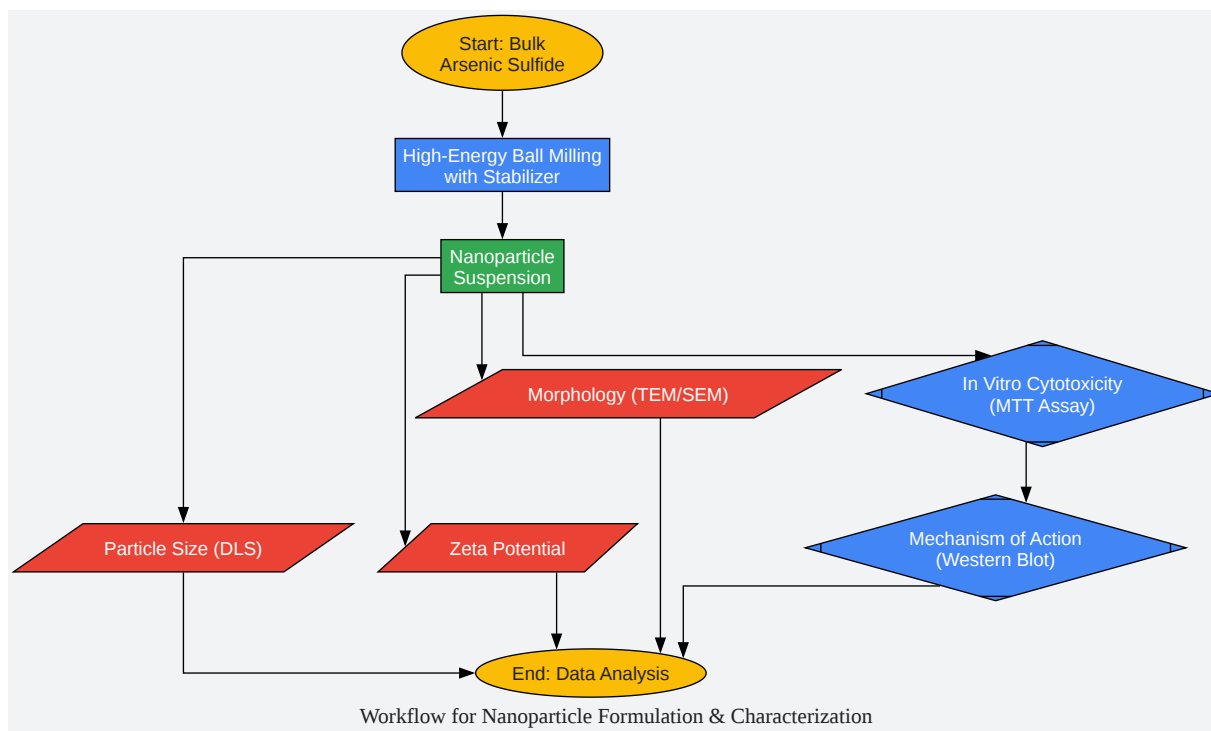 Start: Bulk
Arsenic Sulfide
High-Energy Ball Milling
with Stabilizer
Nanoparticle
Suspension
In Vitro Cytotoxicity
(MTT Assay)
Morphology (TEM/SEM)
Particle Size (DLS)
Zeta Potential
Mechanism of Action
(Western Blot)
End: Data Analysis
Workflow for Nanoparticle Formulation & Characterization